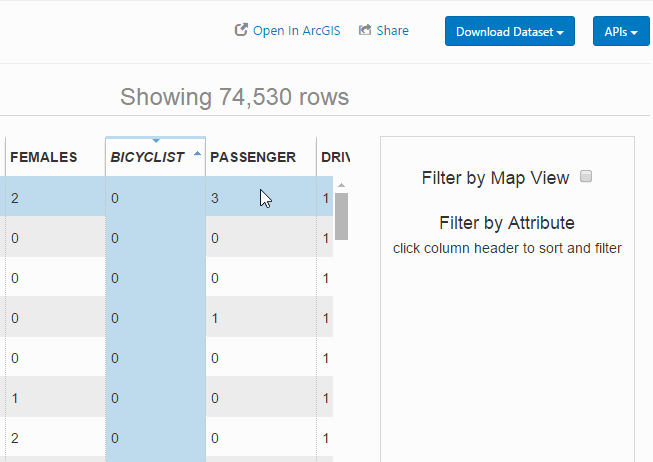 Open In ArcGIS Share Download Dataset APIs
Showing 74,530 rows
FEMALES BICYCLIST PASSENGER DRIV
2 0 3 1
0 0 0 1
0 0 0 1
0 0 1 1
0 0 0 1
1 0 0 1
2 0 0 1
Filter by Map View
Filter by Attribute
click column header to sort and filter